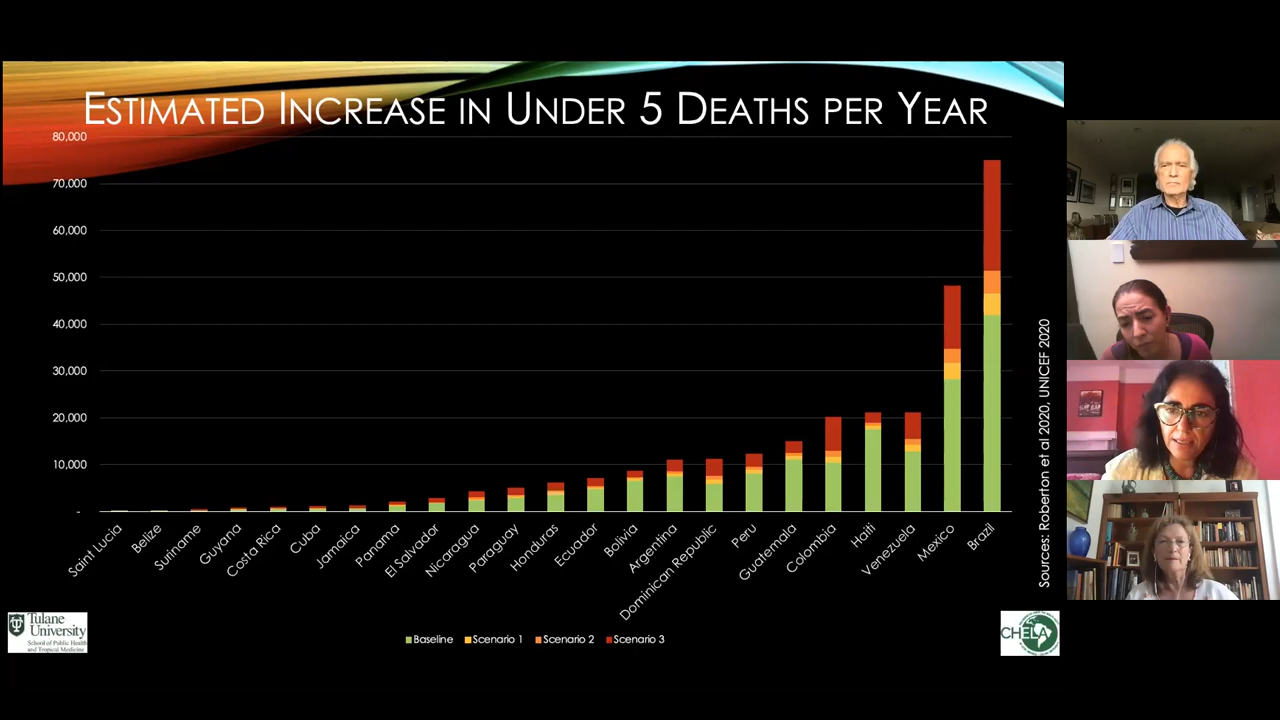 ESTIMATED INCREASE IN UNDER 5 DEATHS PER YEAR
80,000
70,000
60,000
50,000
40,000
30,000
20,000
10,000
-
Saint Lucia
Belize
Suriname
Guyana
Costa Rica
Cuba
Jamaica
Panama
El Salvador
Nicaragua
Paraguay
Honduras
Ecuador
Bolivia
Argentina
Dominican Republic
Peru
Guatemala
Colombia
Haiti
Venezuela
Mexico
Brazil
Baseline Scenario 1 Scenario 2 Scenario 3
Sources: Roberton et al 2020, UNICEF 2020
Tulane
University
School of Public Health
and Tropical Medicine
CHELA